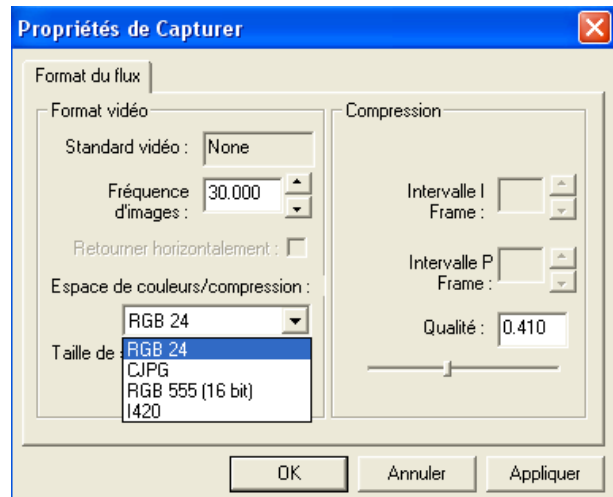 Propriétés de Capturer
Format du flux
Format vidéo
Standard vidéo : None
Fréquence d'images : 30.000
Retourner horizontalement :
Espace de couleurs/compression :
RGB 24
Taille de
RGB 24
CJPG
RGB 555 (16 bit)
I420
Compression
Intervalle I
Frame :
Intervalle P
Frame :
Qualité : 0.410
OK
Annuler
Appliquer